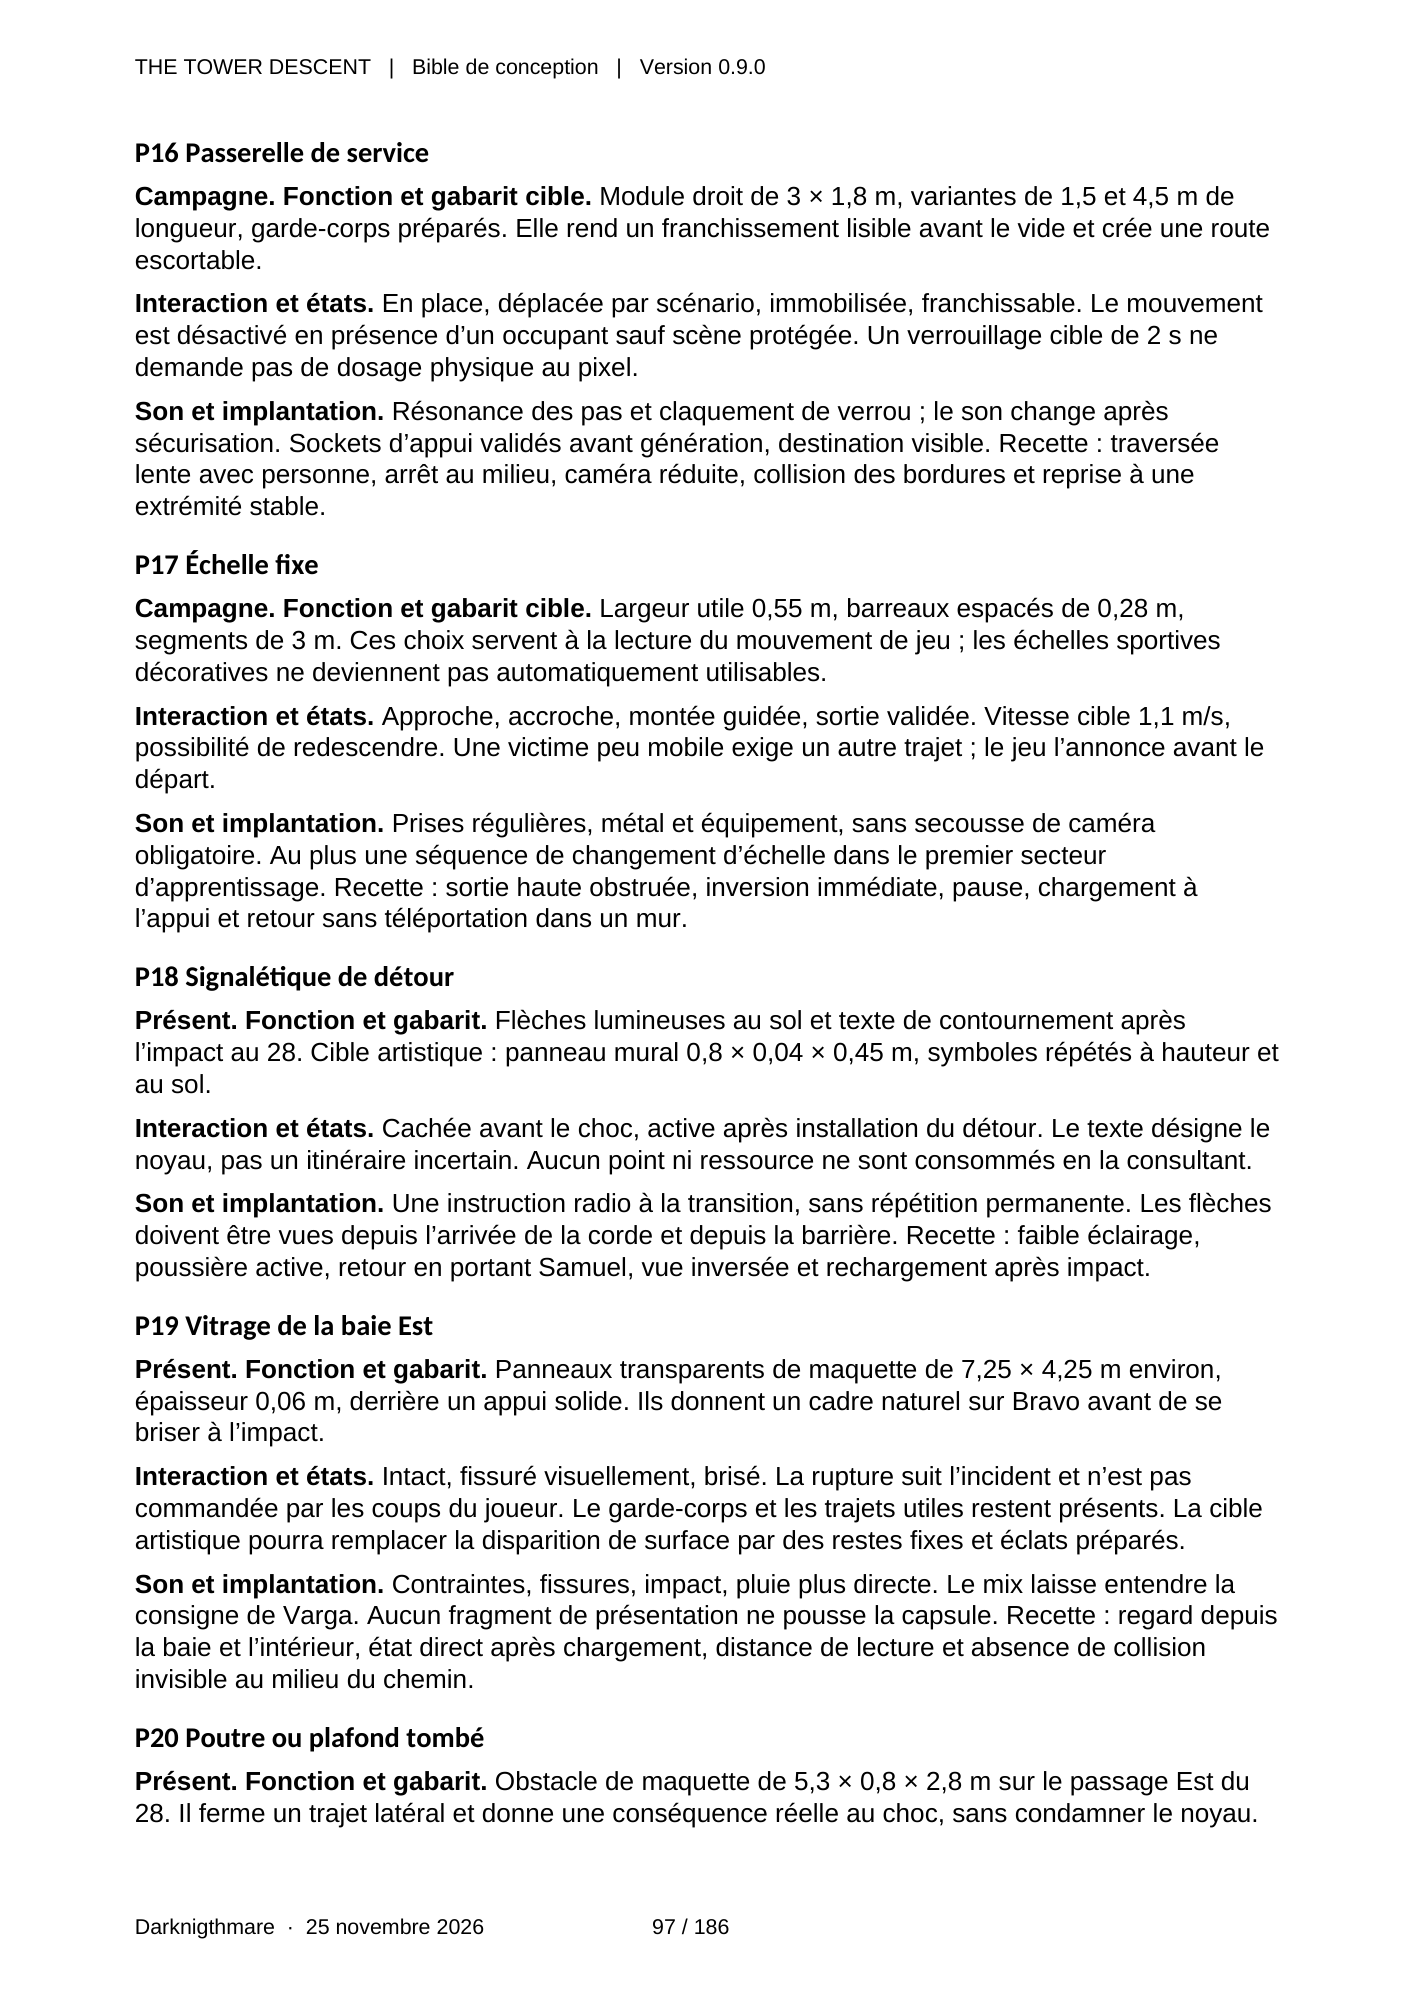 THE TOWER DESCENT | Bible de conception | Version 0.9.0
P16 Passerelle de service
Campagne. Fonction et gabarit cible. Module droit de 3 × 1,8 m, variantes de 1,5 et 4,5 m de
longueur, garde-corps préparés. Elle rend un franchissement lisible avant le vide et crée une route
escortable.
Interaction et états. En place, déplacée par scénario, immobilisée, franchissable. Le mouvement
est désactivé en présence d’un occupant sauf scène protégée. Un verrouillage cible de 2 s ne
demande pas de dosage physique au pixel.
Son et implantation. Résonance des pas et claquement de verrou ; le son change après
sécurisation. Sockets d’appui validés avant génération, destination visible. Recette : traversée
lente avec personne, arrêt au milieu, caméra réduite, collision des bordures et reprise à une
extrémité stable.
P17 Échelle fixe
Campagne. Fonction et gabarit cible. Largeur utile 0,55 m, barreaux espacés de 0,28 m,
segments de 3 m. Ces choix servent à la lecture du mouvement de jeu ; les échelles sportives
décoratives ne deviennent pas automatiquement utilisables.
Interaction et états. Approche, accroche, montée guidée, sortie validée. Vitesse cible 1,1 m/s,
possibilité de redescendre. Une victime peu mobile exige un autre trajet ; le jeu l’annonce avant le
départ.
Son et implantation. Prises régulières, métal et équipement, sans secousse de caméra
obligatoire. Au plus une séquence de changement d’échelle dans le premier secteur
d’apprentissage. Recette : sortie haute obstruée, inversion immédiate, pause, chargement à
l’appui et retour sans téléportation dans un mur.
P18 Signalétique de détour
Présent. Fonction et gabarit. Flèches lumineuses au sol et texte de contournement après
l’impact au 28. Cible artistique : panneau mural 0,8 × 0,04 × 0,45 m, symboles répétés à hauteur et
au sol.
Interaction et états. Cachée avant le choc, active après installation du détour. Le texte désigne le
noyau, pas un itinéraire incertain. Aucun point ni ressource ne sont consommés en la consultant.
Son et implantation. Une instruction radio à la transition, sans répétition permanente. Les flèches
doivent être vues depuis l’arrivée de la corde et depuis la barrière. Recette : faible éclairage,
poussière active, retour en portant Samuel, vue inversée et rechargement après impact.
P19 Vitrage de la baie Est
Présent. Fonction et gabarit. Panneaux transparents de maquette de 7,25 × 4,25 m environ,
épaisseur 0,06 m, derrière un appui solide. Ils donnent un cadre naturel sur Bravo avant de se
briser à l’impact.
Interaction et états. Intact, fissuré visuellement, brisé. La rupture suit l’incident et n’est pas
commandée par les coups du joueur. Le garde-corps et les trajets utiles restent présents. La cible
artistique pourra remplacer la disparition de surface par des restes fixes et éclats préparés.
Son et implantation. Contraintes, fissures, impact, pluie plus directe. Le mix laisse entendre la
consigne de Varga. Aucun fragment de présentation ne pousse la capsule. Recette : regard depuis
la baie et l’intérieur, état direct après chargement, distance de lecture et absence de collision
invisible au milieu du chemin.
P20 Poutre ou plafond tombé
Présent. Fonction et gabarit. Obstacle de maquette de 5,3 × 0,8 × 2,8 m sur le passage Est du
28. Il ferme un trajet latéral et donne une conséquence réelle au choc, sans condamner le noyau.
Darknigthmare · 25 novembre 2026 97 / 186